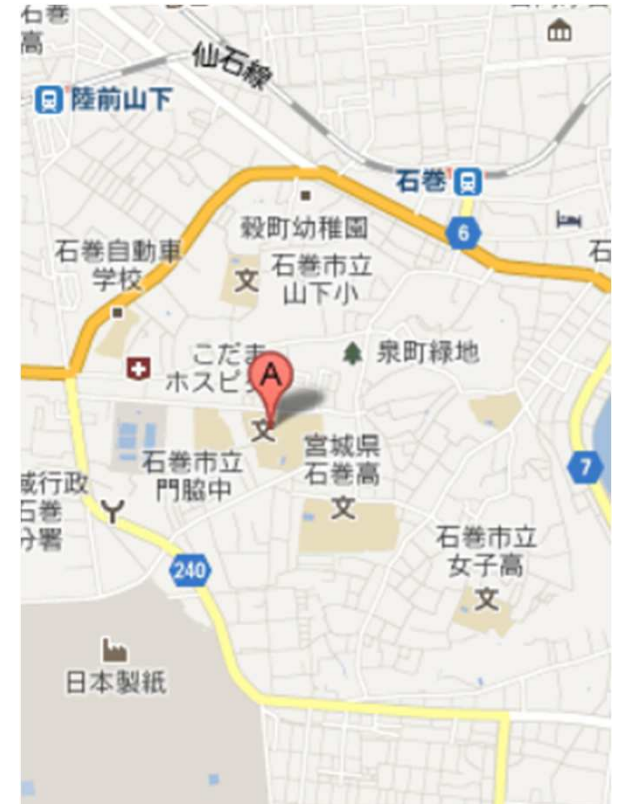 石巻
高
仙石線
陸前山下
石巻
6
穀町幼稚園
石巻自動車
学校
石巻市立
山下小
石
こだま
ホスピ
A
泉町緑地
文
文
石巻市立
門脇中
宮城県
石巻高
文
7
域行政
石巻
分署
石巻市立
女子高
文
240
日本製紙